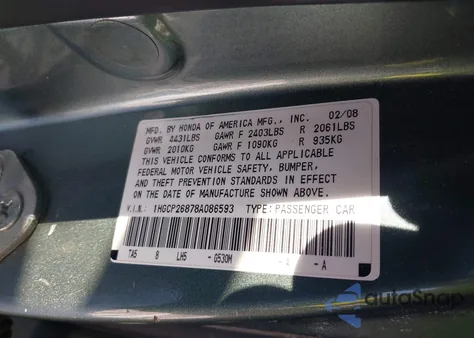 MFD. BY HONDA OF AMERICA MFG., INC. 02/08
GVWR 4431LBS GAWR F 2403LBS R 2061LBS
GVWR 2010KG GAWR F 1090KG R 935KG
THIS VEHICLE CONFORMS TO ALL APPLICABLE
FEDERAL MOTOR VEHICLE SAFETY, BUMPER,
AND THEFT PREVENTION STANDARDS IN EFFECT
ON THE DATE OF MANUFACTURE SHOWN ABOVE.
V.I.N.: 1HGCP26878A086593 TYPE: PASSENGER CAR
TA5 8 LH5 - G530M - A - A
autoSnap